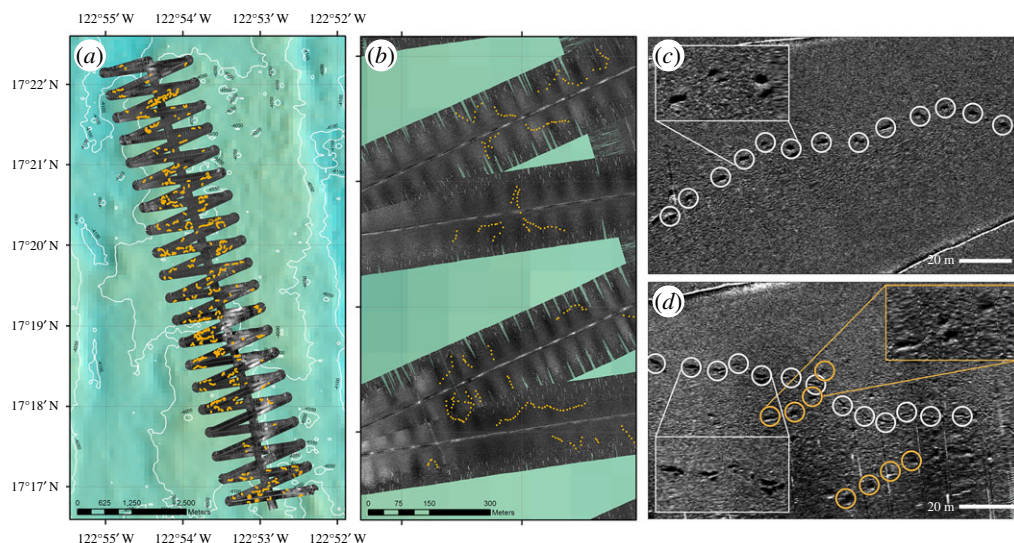 122°55′ W 122°54′ W 122°53′ W 122°52′ W
(a)
(b)
(c)
(d)
17°22′ N
17°21′ N
17°20′ N
17°19′ N
17°18′ N
17°17′ N
0 625 1,250 2,500
Meters
0 75 150 300
Meters
20 m
20 m
122°55′ W 122°54′ W 122°53′ W 122°52′ W